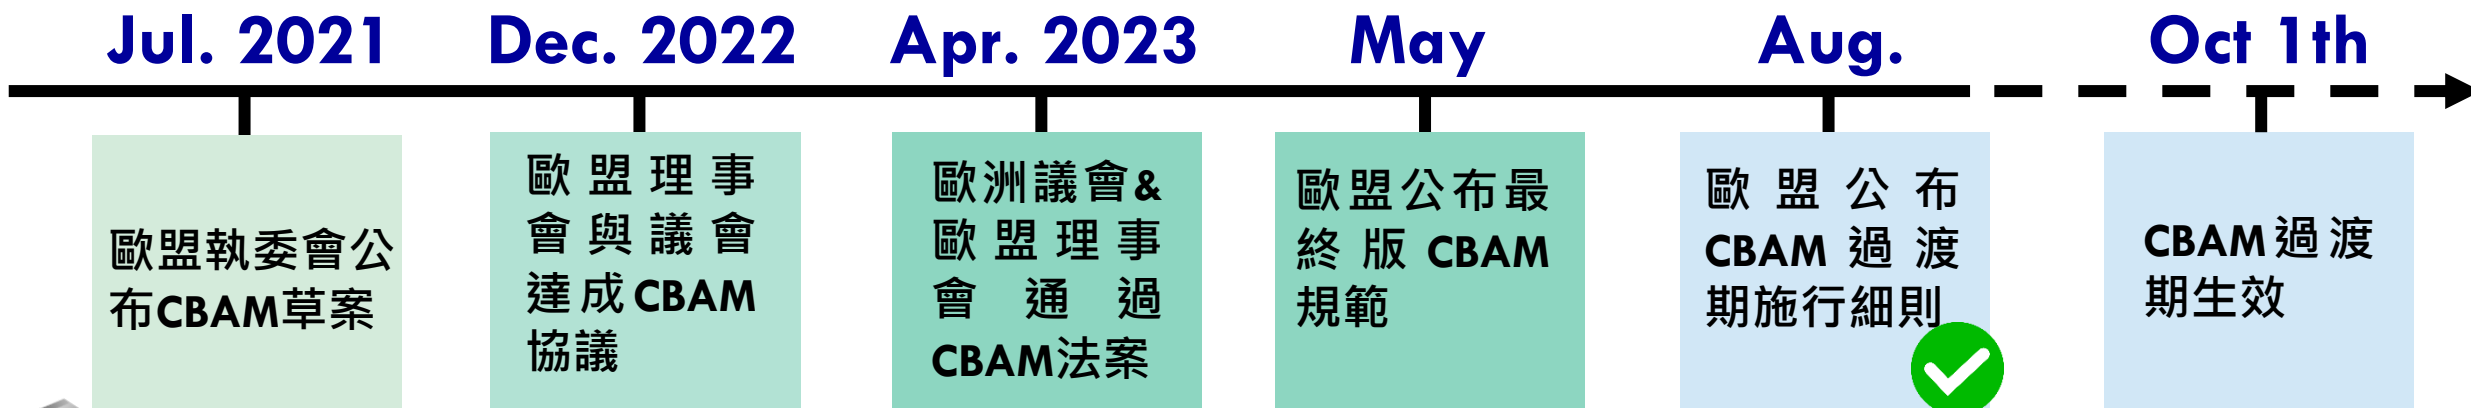 Jul. 2021
Dec. 2022
Apr. 2023
May
Aug.
Oct 1th
歐盟執委會公
布CBAM草案
歐盟理事
會與議會
達成CBAM
協議
歐洲議會&
歐盟理事
會通過
CBAM法案
歐盟公布最
終版CBAM
規範
歐盟公布
CBAM過渡
期施行細則
CBAM過渡
期生效